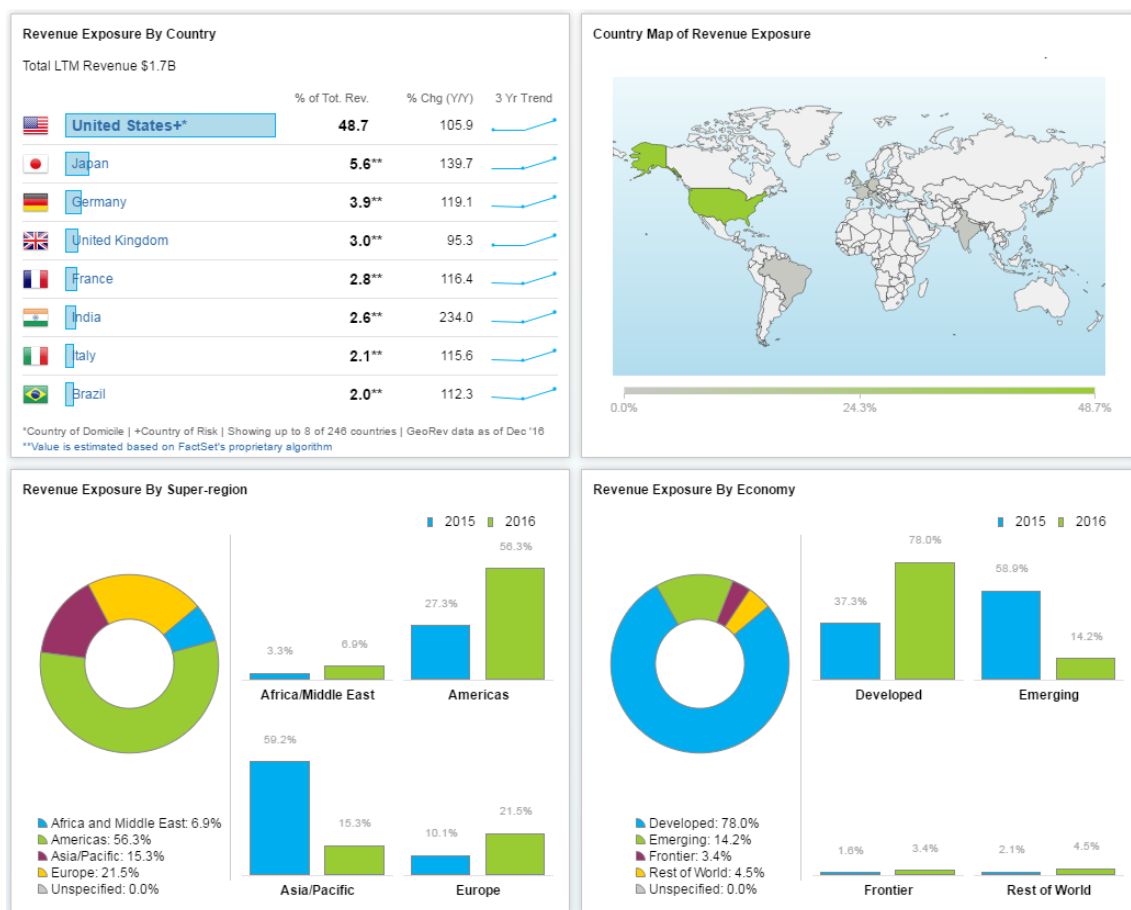 Revenue Exposure By Country
Total LTM Revenue $1.7B
% of Tot. Rev. % Chg (Y/Y) 3 Yr Trend
United States+* 48.7 105.9
Japan 5.6** 139.7
Germany 3.9** 119.1
United Kingdom 3.0** 95.3
France 2.8** 116.4
India 2.6** 234.0
Italy 2.1** 115.6
Brazil 2.0** 112.3
*Country of Domicile | +Country of Risk | Showing up to 8 of 246 countries | GeoRev data as of Dec '16
**Value is estimated based on FactSet's proprietary algorithm
Country Map of Revenue Exposure
0.0% 24.3% 48.7%
Revenue Exposure By Super-region
2015 2016
3.3% 6.9% 27.3% 56.3%
Africa/Middle East Americas
59.2% 15.3% 10.1% 21.5%
Asia/Pacific Europe
Africa and Middle East: 6.9%
Americas: 56.3%
Asia/Pacific: 15.3%
Europe: 21.5%
Unspecified: 0.0%
Revenue Exposure By Economy
2015 2016
37.3% 78.0% 58.9% 14.2%
Developed Emerging
1.6% 3.4% 2.1% 4.5%
Frontier Rest of World
Developed: 78.0%
Emerging: 14.2%
Frontier: 3.4%
Rest of World: 4.5%
Unspecified: 0.0%